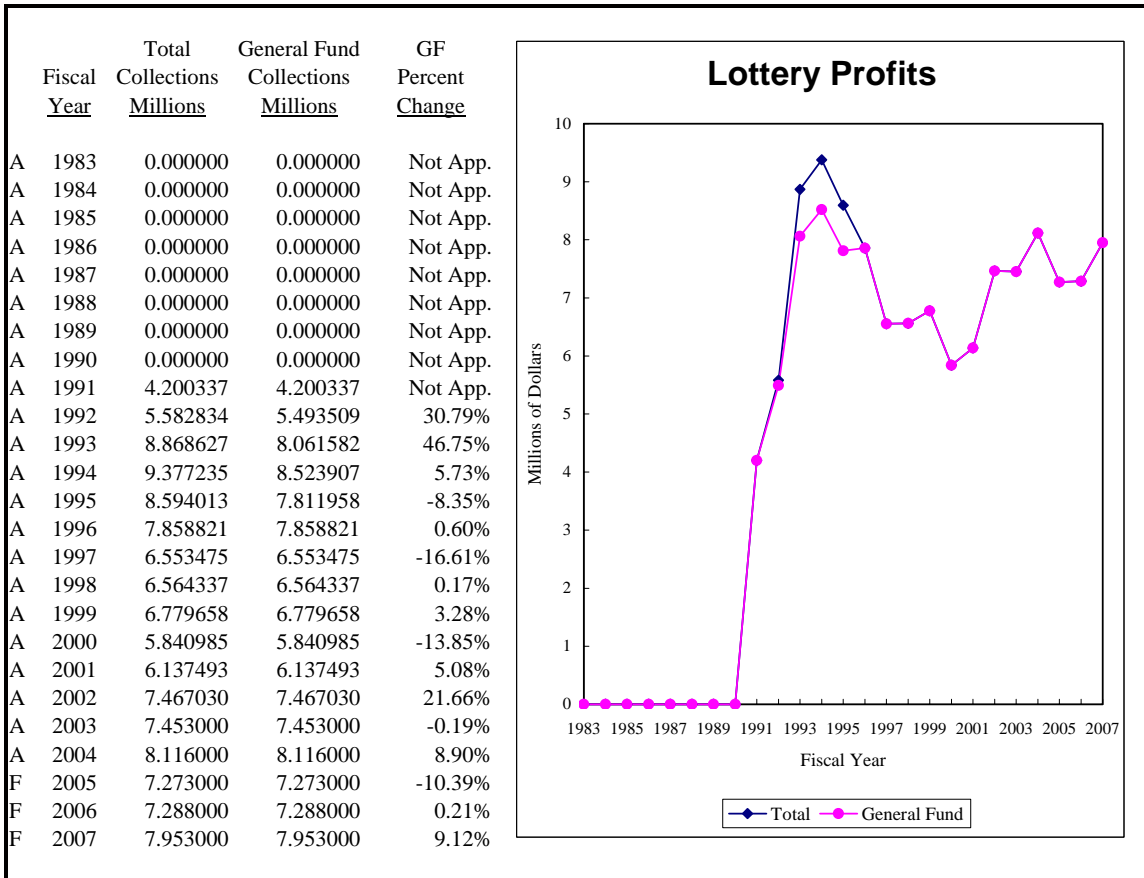 Total General Fund GF
Fiscal Collections Collections Percent
Year Millions Millions Change
A 1983 0.000000 0.000000 Not App.
A 1984 0.000000 0.000000 Not App.
A 1985 0.000000 0.000000 Not App.
A 1986 0.000000 0.000000 Not App.
A 1987 0.000000 0.000000 Not App.
A 1988 0.000000 0.000000 Not App.
A 1989 0.000000 0.000000 Not App.
A 1990 0.000000 0.000000 Not App.
A 1991 4.200337 4.200337 Not App.
A 1992 5.582834 5.493509 30.79%
A 1993 8.868627 8.061582 46.75%
A 1994 9.377235 8.523907 5.73%
A 1995 8.594013 7.811958 -8.35%
A 1996 7.858821 7.858821 0.60%
A 1997 6.553475 6.553475 -16.61%
A 1998 6.564337 6.564337 0.17%
A 1999 6.779658 6.779658 3.28%
A 2000 5.840985 5.840985 -13.85%
A 2001 6.137493 6.137493 5.08%
A 2002 7.467030 7.467030 21.66%
A 2003 7.453000 7.453000 -0.19%
A 2004 8.116000 8.116000 8.90%
F 2005 7.273000 7.273000 -10.39%
F 2006 7.288000 7.288000 0.21%
F 2007 7.953000 7.953000 9.12%
Lottery Profits
Millions of Dollars
10
9
8
7
6
5
4
3
2
1
0
1983 1985 1987 1989 1991 1993 1995 1997 1999 2001 2003 2005 2007
Fiscal Year
Total General Fund